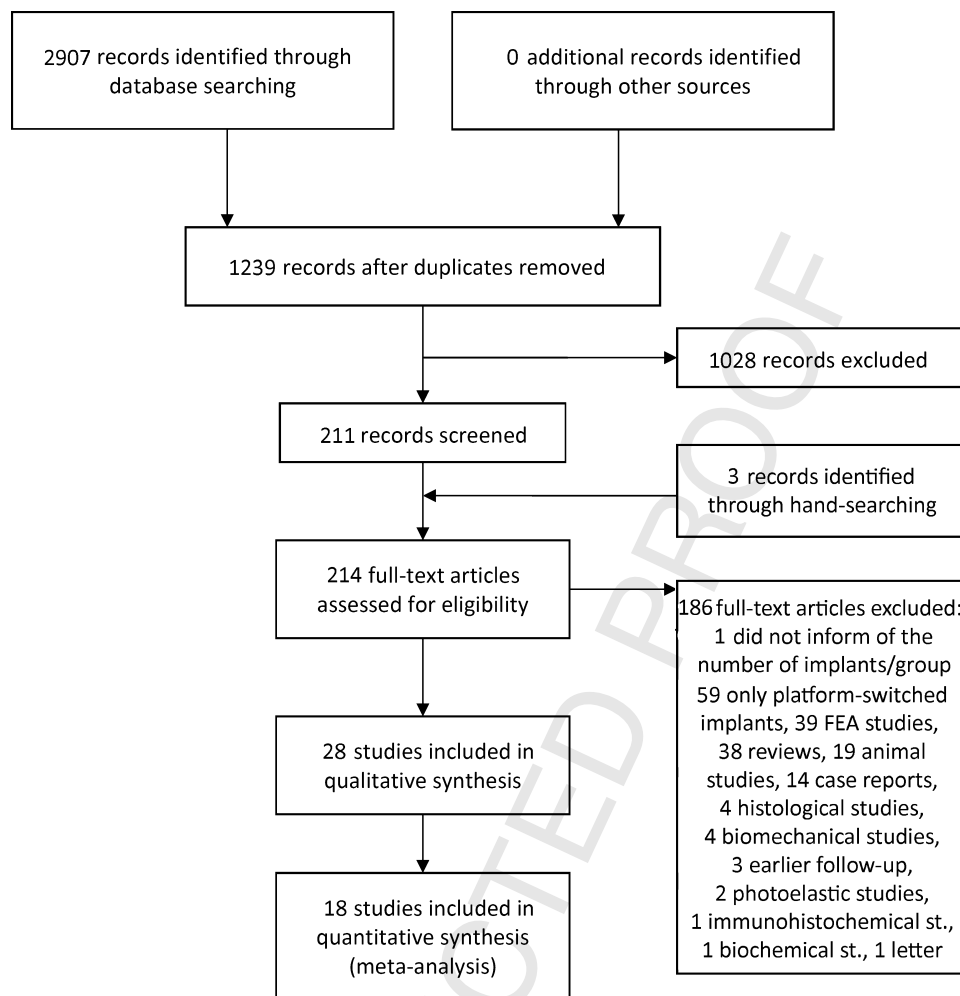 2907 records identified through
database searching
0 additional records identified
through other sources
1239 records after duplicates removed
1028 records excluded
211 records screened
3 records identified
through hand-searching
214 full-text articles
assessed for eligibility
186 full-text articles excluded:
1 did not inform of the
number of implants/group
59 only platform-switched
implants, 39 FEA studies,
38 reviews, 19 animal
studies, 14 case reports,
4 histological studies,
4 biomechanical studies,
3 earlier follow-up,
2 photoelastic studies,
1 immunohistochemical st.,
1 biochemical st., 1 letter
28 studies included in
qualitative synthesis
18 studies included in
quantitative synthesis
(meta-analysis)
CTED PROOF